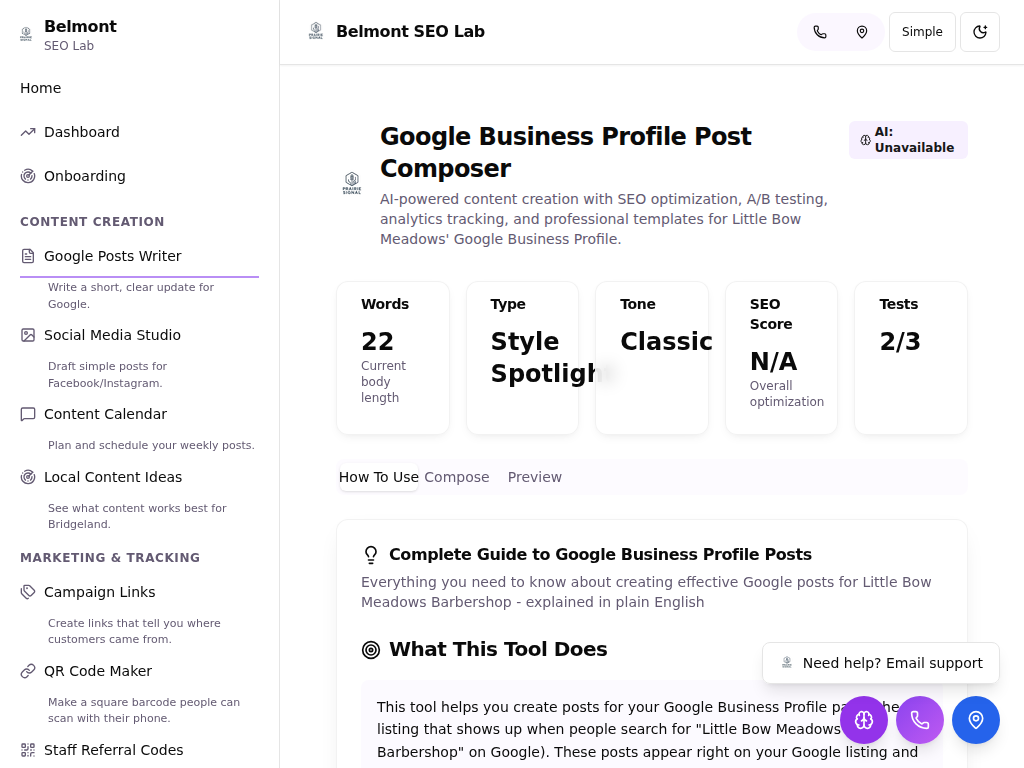 Belmont
SEO Lab
Home
Dashboard
Onboarding
CONTENT CREATION
Google Posts Writer
Write a short, clear update for
Google.
Social Media Studio
Draft simple posts for
Facebook/Instagram.
Content Calendar
Plan and schedule your weekly posts.
Local Content Ideas
See what content works best for
Bridgeland.
MARKETING & TRACKING
Campaign Links
Create links that tell you where
customers came from.
QR Code Maker
Make a square barcode people can
scan with their phone.
Staff Referral Codes
Belmont SEO Lab
Simple
PRAIRIE
SIGNAL
Google Business Profile Post
Composer
AI-powered content creation with SEO optimization, A/B testing,
analytics tracking, and professional templates for Little Bow
Meadows' Google Business Profile.
AI:
Unavailable
Words
22
Current
body
length
Type
Style
Spotlight
Tone
Classic
SEO
Score
N/A
Overall
optimization
Tests
2/3
How To Use
Compose
Preview
Complete Guide to Google Business Profile Posts
Everything you need to know about creating effective Google posts for Little Bow
Meadows Barbershop - explained in plain English
What This Tool Does
This tool helps you create posts for your Google Business Profile
listing that shows up when people search for "Little Bow Meadows
Barbershop" on Google). These posts appear right on your Google listing and
Need help? Email support